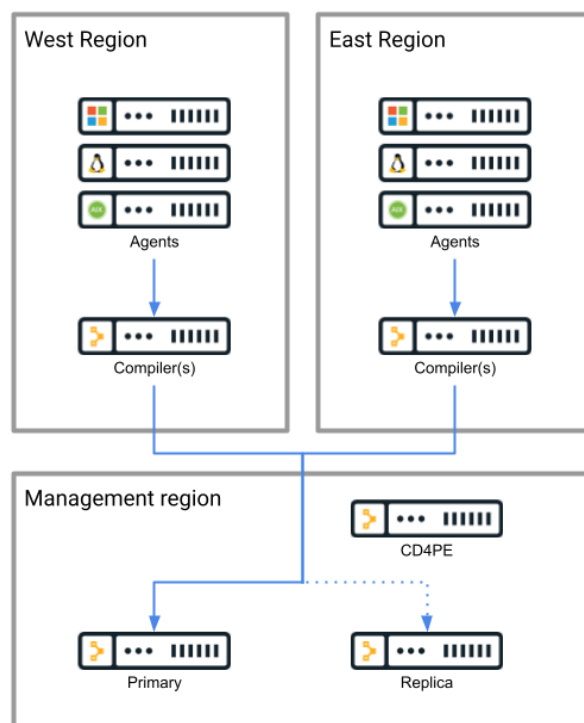 West Region
East Region
Agents
Agents
Compiler(s)
Compiler(s)
Management region
CD4PE
Primary
Replica